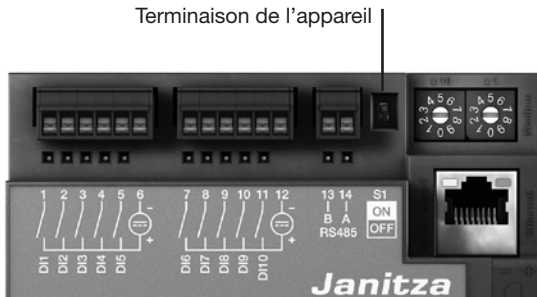 Terminaison de l'appareil
1 2 3 4 5 6
7 8 9 10 11 12
13 14
S1
B A
RS485
ON
OFF
DI1 DI2 DI3 DI4 DI5
DI6 DI7 DI8 DI9 DI10
Janitza